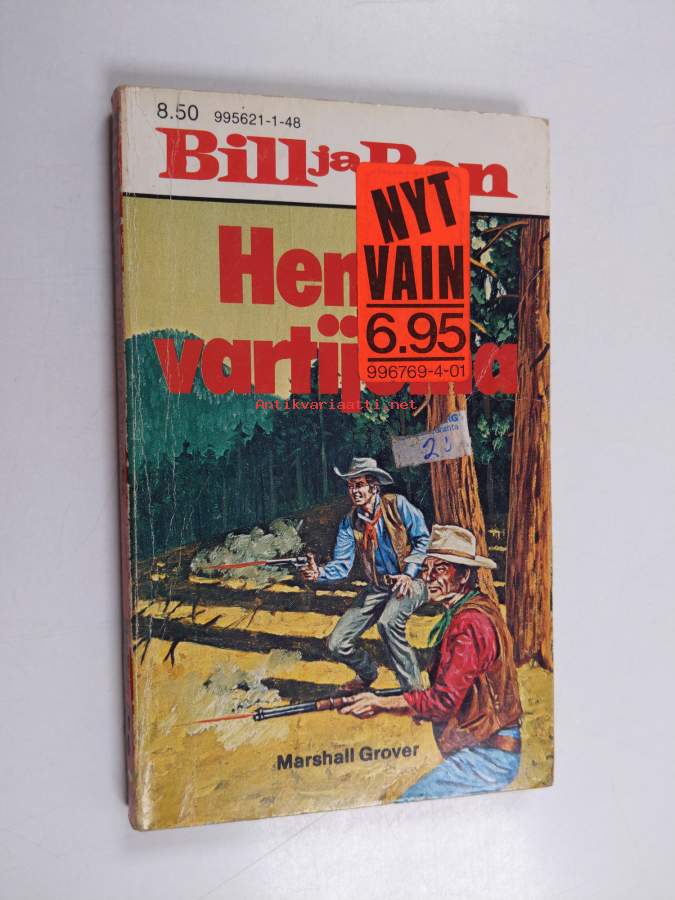 8.50 995621-1-48
Bill ja Ben
NYT
VAIN
6.95
996769-4-01
Antikvariaatti.net
2
Marshall Grover